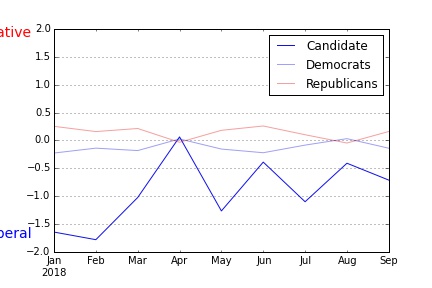 ative
2.0
1.5
1.0
0.5
0.0
−0.5
−1.0
−1.5
−2.0
beral
Candidate
Democrats
Republicans
Jan Feb Mar Apr May Jun Jul Aug Sep
2018